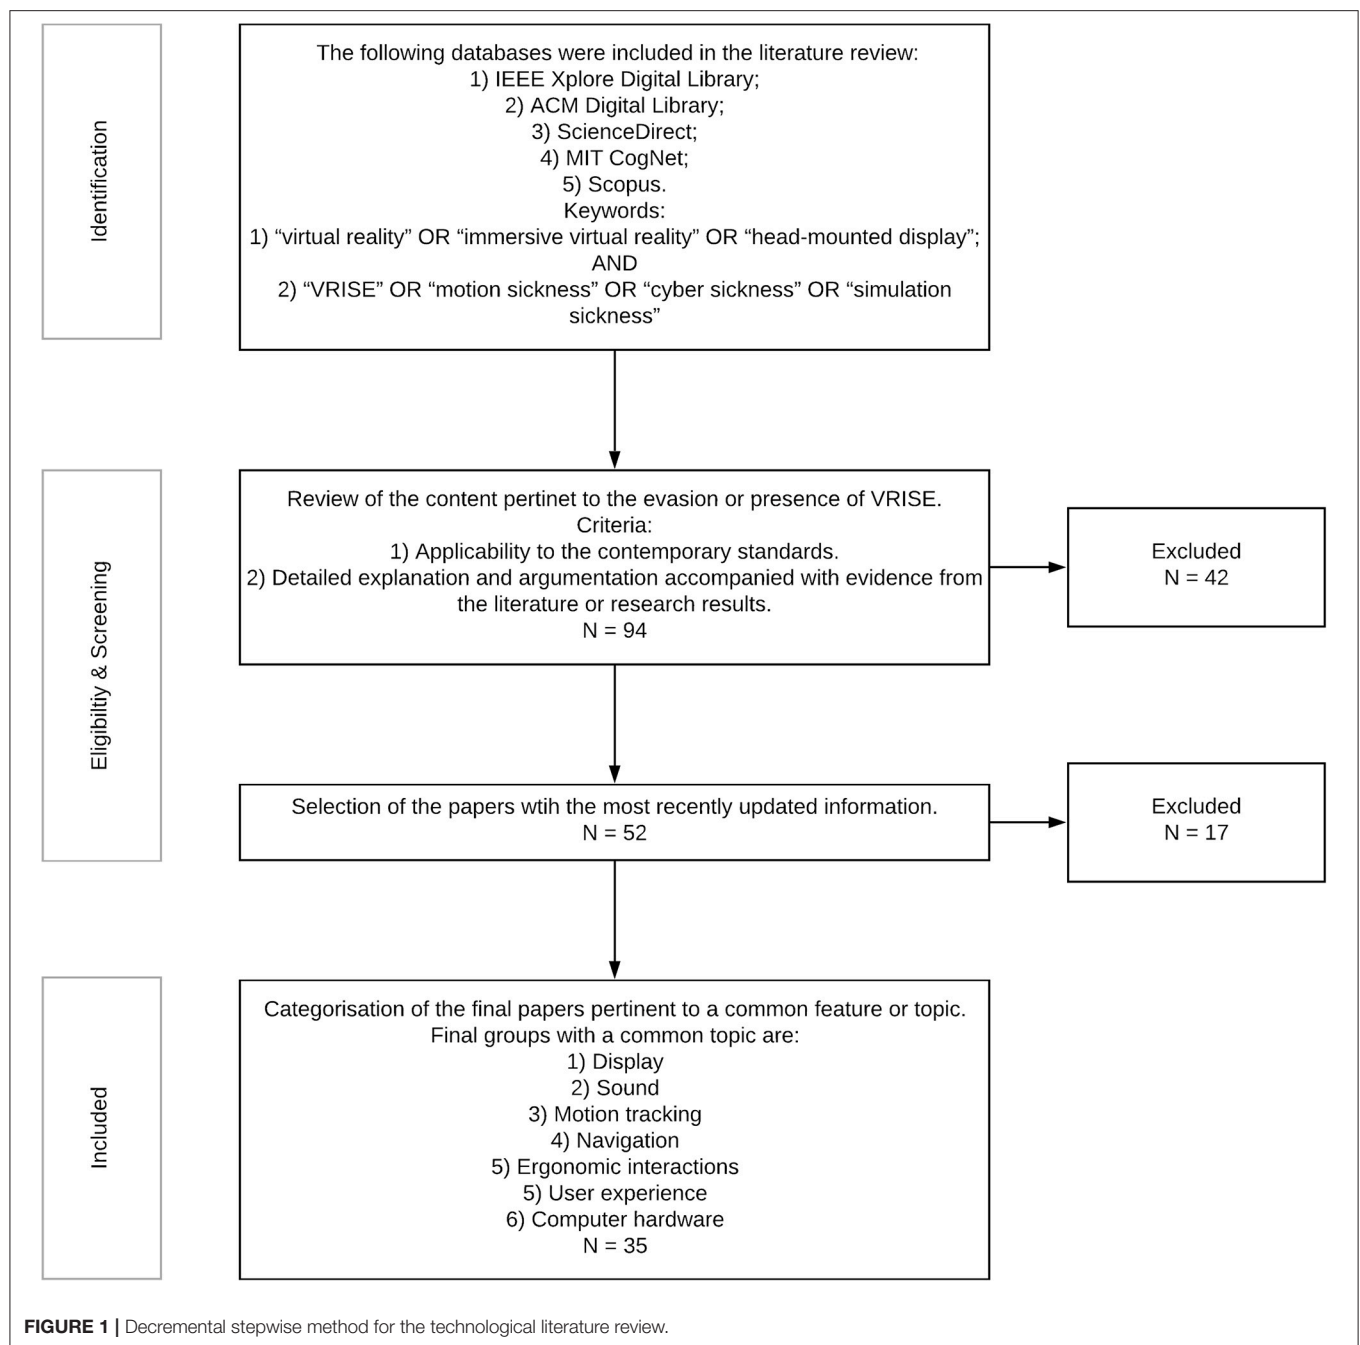 Identification
The following databases were included in the literature review:
1) IEEE Xplore Digital Library;
2) ACM Digital Library;
3) ScienceDirect;
4) MIT CogNet;
5) Scopus.
Keywords:
1) “virtual reality” OR “immersive virtual reality” OR “head-mounted display”;
AND
2) “VRISE” OR “motion sickness” OR “cyber sickness” OR “simulation
sickness”
Eligibiltiy & Screening
Review of the content pertinet to the evasion or presence of VRISE.
Criteria:
1) Applicability to the contemporary standards.
2) Detailed explanation and argumentation accompanied with evidence from
the literature or research results.
N = 94
Excluded
N = 42
Selection of the papers wtih the most recently updated information.
N = 52
Excluded
N = 17
Included
Categorisation of the final papers pertinent to a common feature or topic.
Final groups with a common topic are:
1) Display
2) Sound
3) Motion tracking
4) Navigation
5) Ergonomic interactions
5) User experience
6) Computer hardware
N = 35
FIGURE 1 | Decremental stepwise method for the technological literature review.